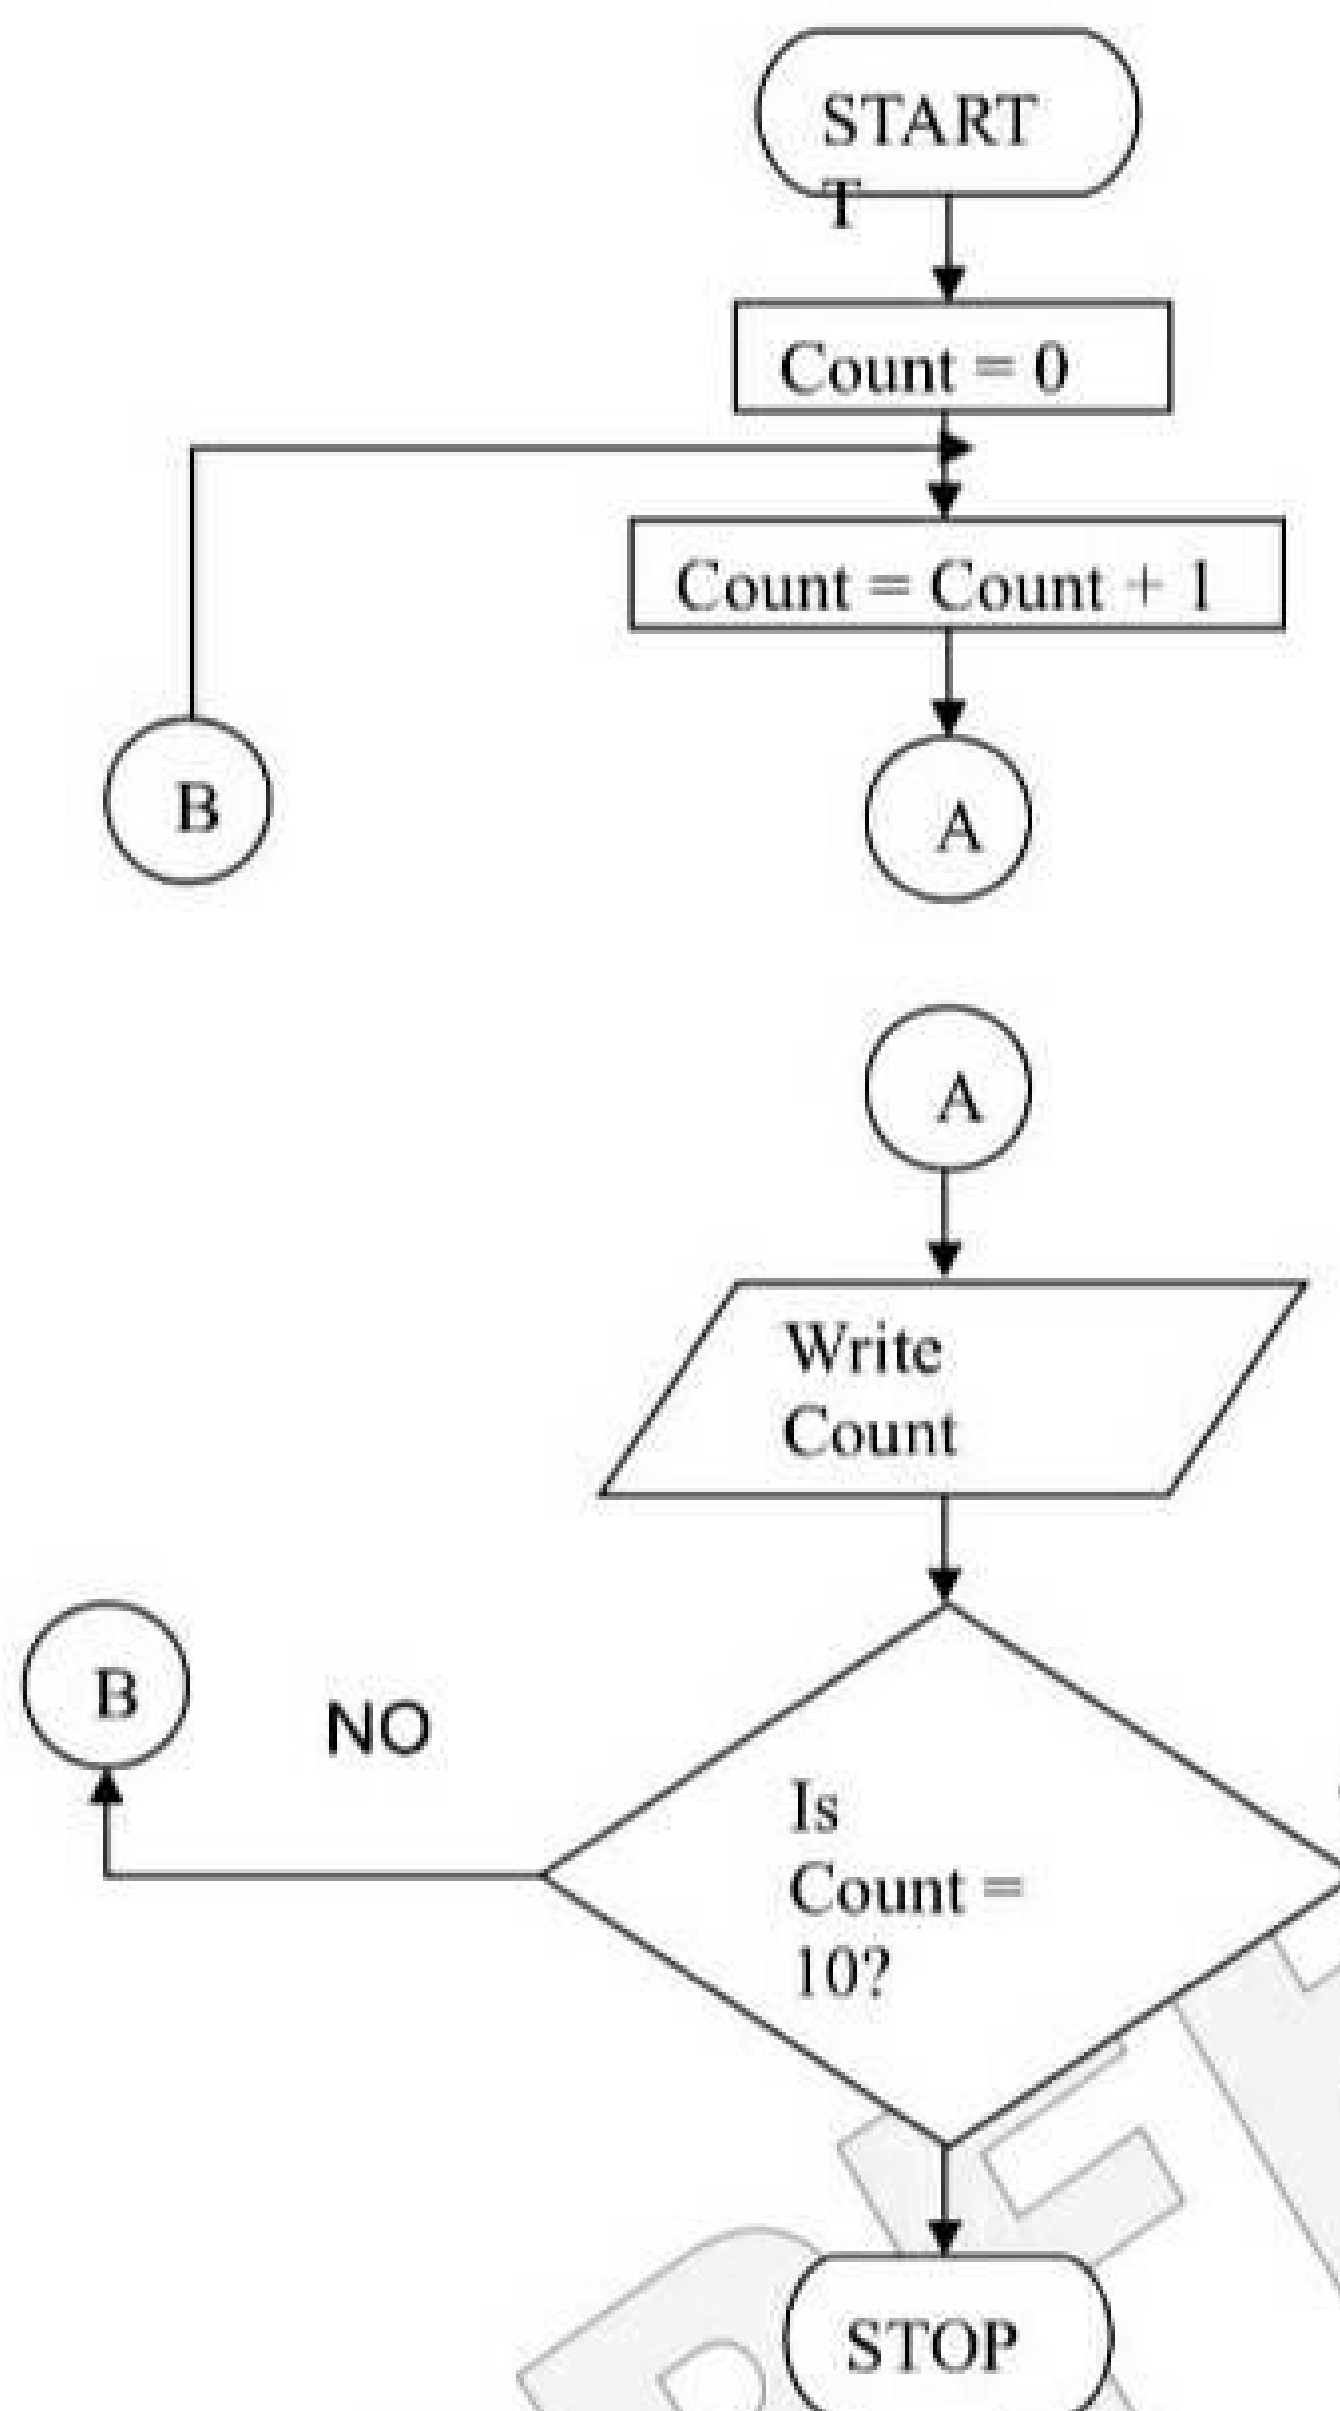 START
T
Count = 0
Count = Count + 1
B
A
A
Write
Count
B
NO
Is
Count =
10?
STOP